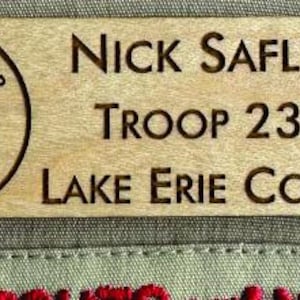 NICK SAFL
TROOP 23
LAKE ERIE CO